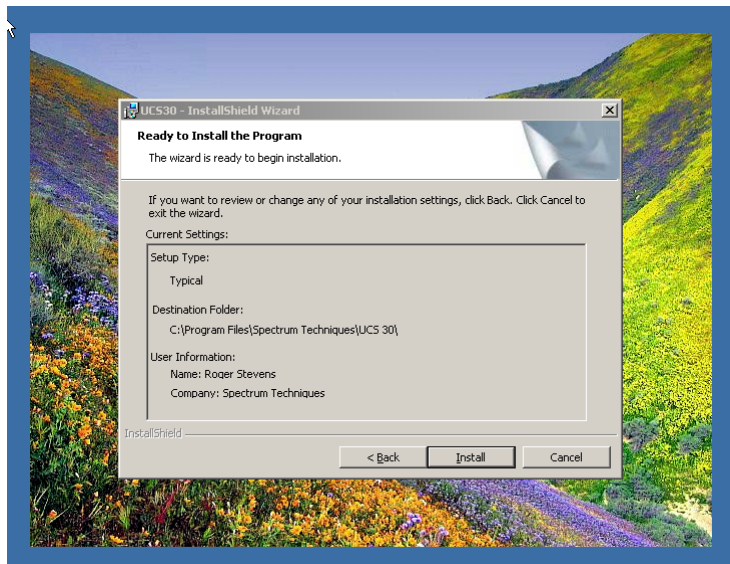 UCS30 - InstallShield Wizard
Ready to Install the Program
The wizard is ready to begin installation.
If you want to review or change any of your installation settings, click Back. Click Cancel to
exit the wizard.
Current Settings:
Setup Type:
Typical
Destination Folder:
C:\Program Files\Spectrum Techniques\UCS 30\
User Information:
Name: Roger Stevens
Company: Spectrum Techniques
InstallShield
< Back
Install
Cancel